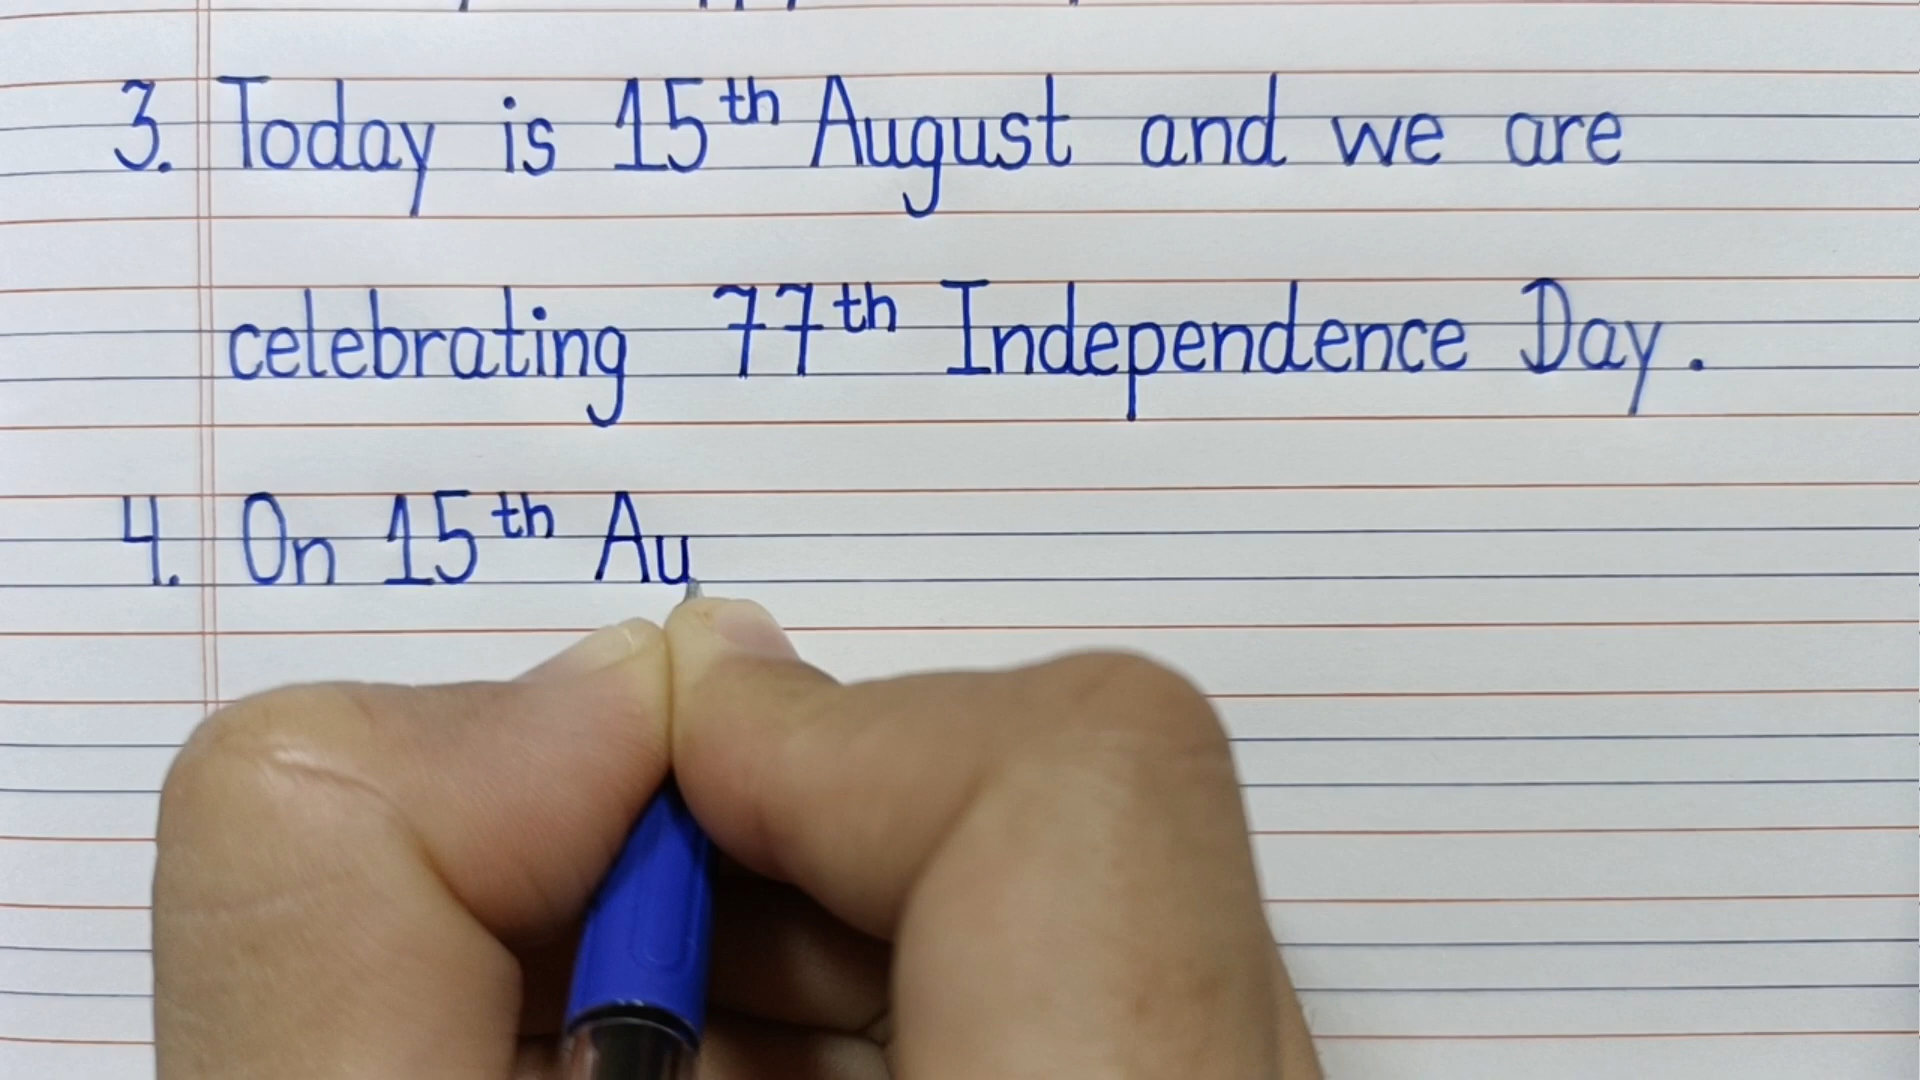 3. Today is 15th August and we are
celebrating 77th Independence Day.
4. On 15th Au